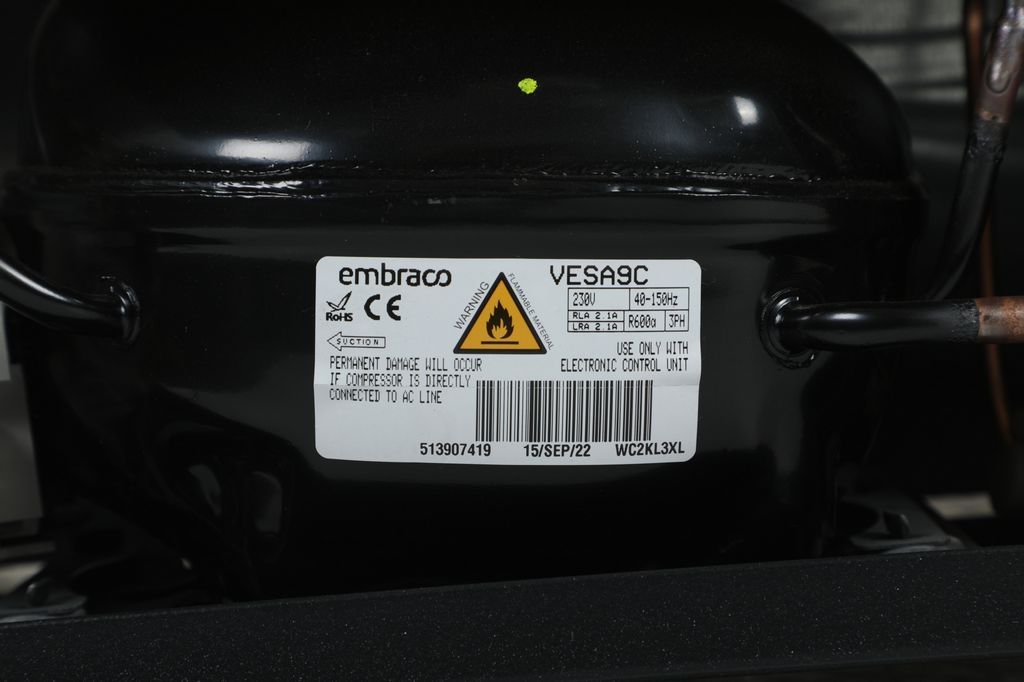 embraco
VESA9C
RoHS CE
WARNING
FLAMMABLE MATERIAL
230V 40-150Hz
RLA 2.1A
LRA 2.1A
R600a 3PH
SUCTION
USE ONLY WITH
ELECTRONIC CONTROL UNIT
PERMANENT DAMAGE WILL OCCUR
IF COMPRESSOR IS DIRECTLY
CONNECTED TO AC LINE
513907419 15/SEP/22 WC2KL3XL